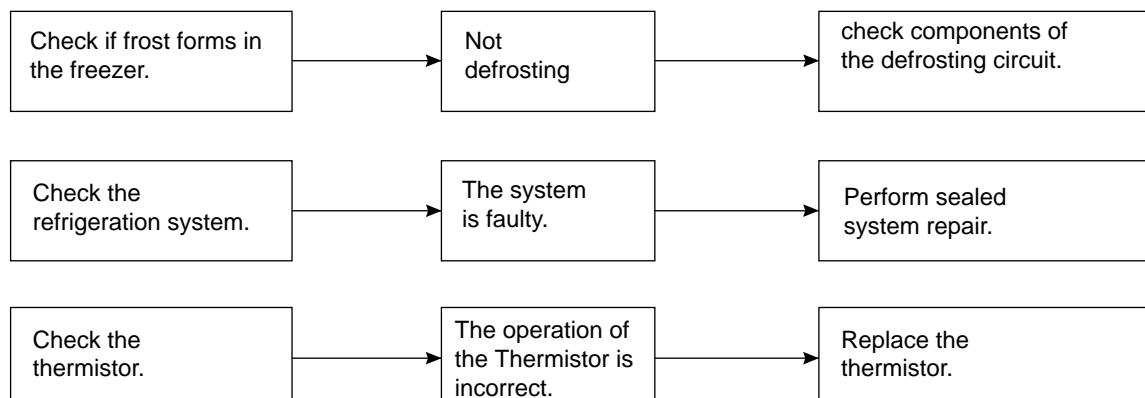 Check if frost forms in
the freezer.
Not
defrosting
check components of
the defrosting circuit.
Check the
refrigeration system.
The system
is faulty.
Perform sealed
system repair.
Check the
thermistor.
The operation of
the Thermistor is
incorrect.
Replace the
thermistor.